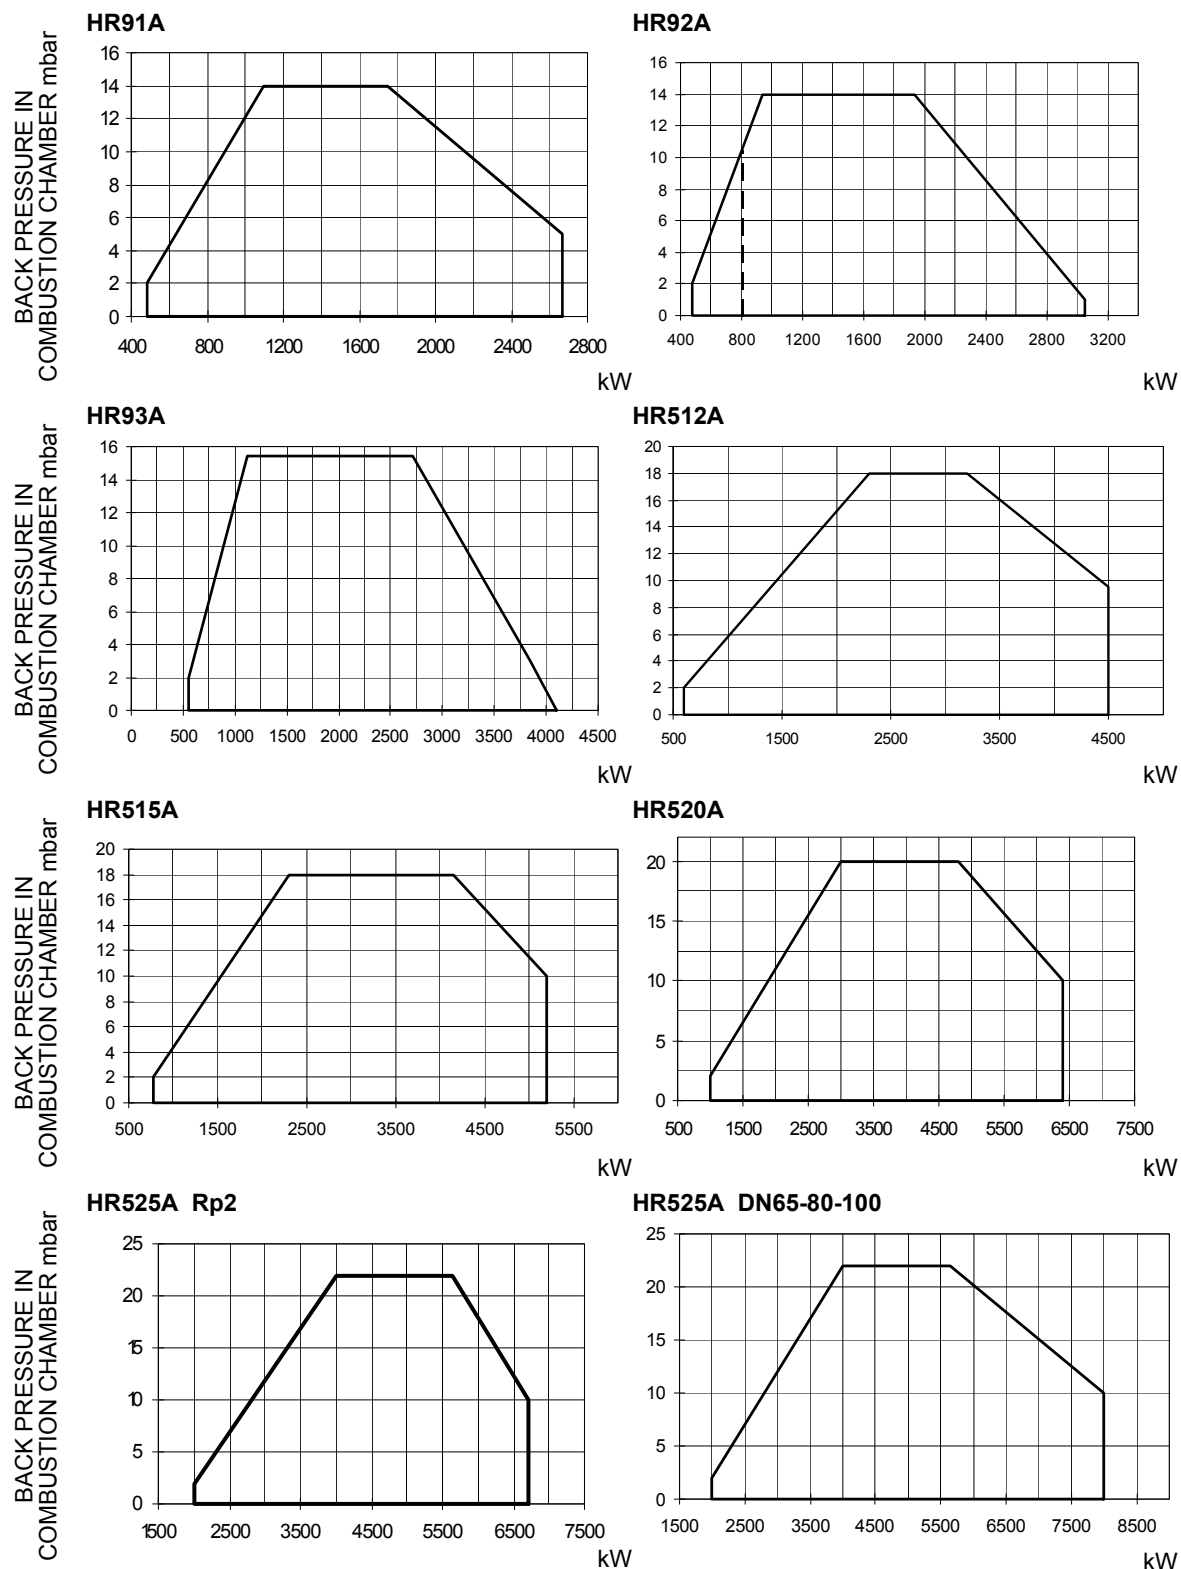 HR91A
BACK PRESSURE IN
COMBUSTION CHAMBER mbar
16
14
12
10
8
6
4
2
0
400 800 1200 1600 2000 2400 2800
kW
HR92A
16
14
12
10
8
6
4
2
0
400 800 1200 1600 2000 2400 2800 3200
kW
HR93A
BACK PRESSURE IN
COMBUSTION CHAMBER mbar
16
14
12
10
8
6
4
2
0
0 500 1000 1500 2000 2500 3000 3500 4000 4500
kW
HR512A
20
18
16
14
12
10
8
6
4
2
0
500 1500 2500 3500 4500
kW
HR515A
BACK PRESSURE IN
COMBUSTION CHAMBER mbar
20
18
16
14
12
10
8
6
4
2
0
500 1500 2500 3500 4500 5500
kW
HR520A
20
15
10
5
0
500 1500 2500 3500 4500 5500 6500 7500
kW
HR525A Rp2
BACK PRESSURE IN
COMBUSTION CHAMBER mbar
25
20
15
10
5
0
1500 2500 3500 4500 5500 6500 7500
kW
HR525A DN65-80-100
25
20
15
10
5
0
1500 2500 3500 4500 5500 6500 7500 8500
kW